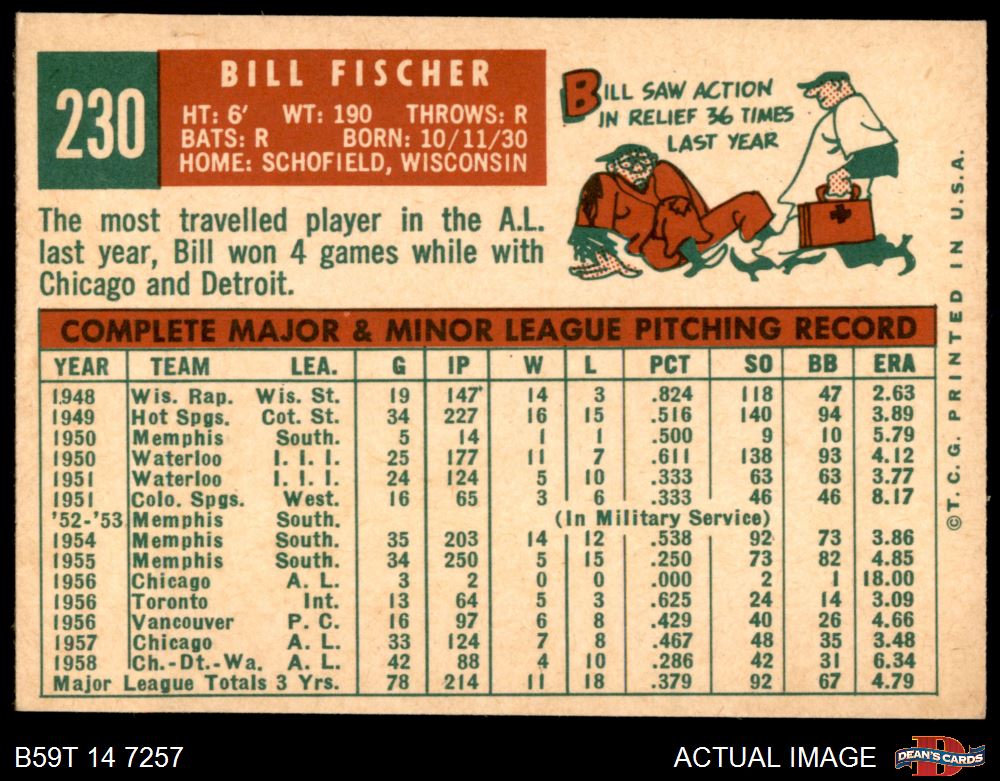 230
BILL FISCHER
HT: 6' WT: 190 THROWS: R
BATS: R BORN: 10/11/30
HOME: SCHOFIELD, WISCONSIN
BILL SAW ACTION
IN RELIEF 36 TIMES
LAST YEAR
The most travelled player in the A.L.
last year, Bill won 4 games while with
Chicago and Detroit.
COMPLETE MAJOR & MINOR LEAGUE PITCHING RECORD
YEAR TEAM LEA. G IP W L PCT SO BB ERA
1948 Wis. Rap. Wis. St. 19 147 14 3 .824 118 47 2.63
1949 Hot Spgs. Cot. St. 34 227 16 15 .516 140 94 3.89
1950 Memphis South. 5 14 1 1 .500 9 10 5.79
1950 Waterloo I. I. I. 25 177 11 7 .611 138 93 4.12
1951 Waterloo I. I. I. 24 124 5 10 .333 63 63 3.77
1951 Colo. Spgs. West. 16 65 3 6 .333 46 46 8.17
'52-'53 Memphis South. (In Military Service)
1954 Memphis South. 35 203 14 12 .538 92 73 3.86
1955 Memphis South. 34 250 5 15 .250 73 82 4.85
1956 Chicago A. L. 3 2 0 0 .000 2 1 18.00
1956 Toronto Int. 13 64 5 3 .625 24 14 3.09
1956 Vancouver P. C. 16 97 6 8 .429 40 26 4.66
1957 Chicago A. L. 33 124 7 8 .467 48 35 3.48
1958 Ch.-Dt.-Wa. A. L. 42 88 4 10 .286 42 31 6.34
Major League Totals 3 Yrs. 78 214 11 18 .379 92 67 4.79
©T.C.G. PRINTED IN U.S.A.
B59T 14 7257
ACTUAL IMAGE
D
DEAN'S CARDS